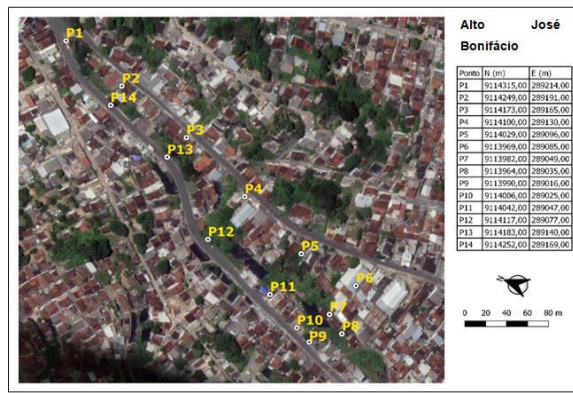 Alto José
Bonifácio
P1
P2
P14
P3
P13
P4
P12
P5
P6
P11
P7
P10
P8
P9
Ponto N (m) E (m)
P1 9114315,00 289214,00
P2 9114249,00 289191,00
P3 9114173,00 289165,00
P4 9114100,00 289130,00
P5 9114029,00 289096,00
P6 9113969,00 289085,00
P7 9113982,00 289049,00
P8 9113964,00 289035,00
P9 9113990,00 289016,00
P10 9114006,00 289025,00
P11 9114042,00 289047,00
P12 9114117,00 289077,00
P13 9114183,00 289140,00
P14 9114252,00 289169,00
0 20 40 60 80 m